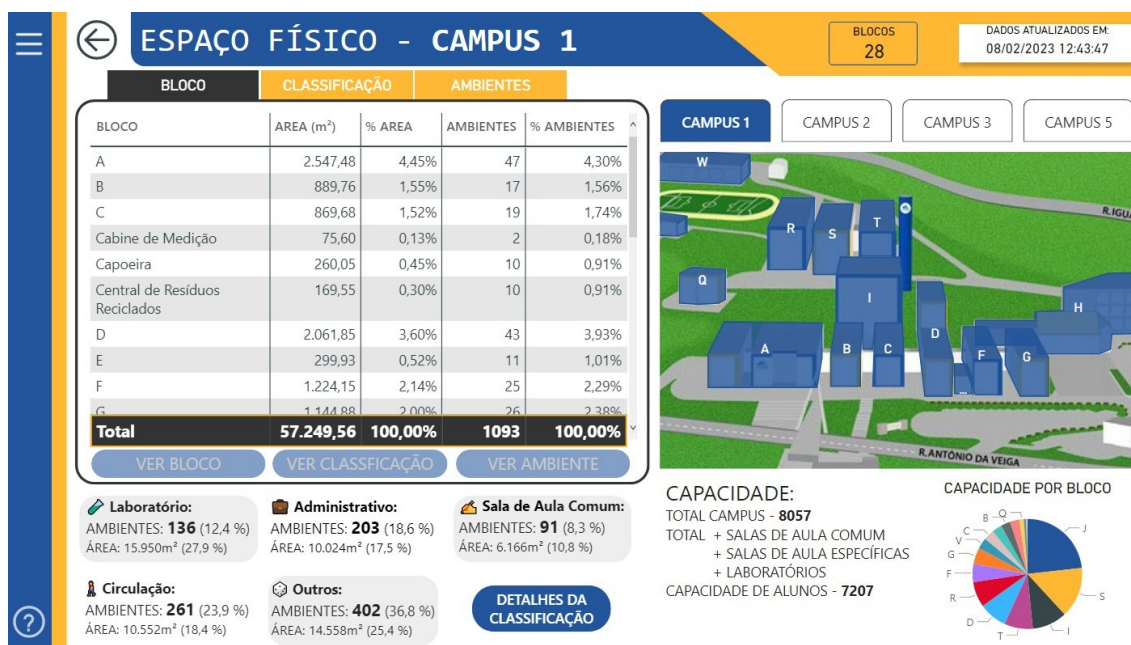 ESPAÇO FÍSICO - CAMPUS 1
BLOCOS
28
DADOS ATUALIZADOS EM:
08/02/2023 12:43:47
BLOCO CLASSIFICAÇÃO AMBIENTES
BLOCO AREA (m²) % AREA AMBIENTES % AMBIENTES
A 2.547,48 4,45% 47 4,30%
B 889,76 1,55% 17 1,56%
C 869,68 1,52% 19 1,74%
Cabine de Medição 75,60 0,13% 2 0,18%
Capoeira 260,05 0,45% 10 0,91%
Central de Resíduos
Reciclados 169,55 0,30% 10 0,91%
D 2.061,85 3,60% 43 3,93%
E 299,93 0,52% 11 1,01%
F 1.224,15 2,14% 25 2,29%
G 1.144,88 2,00% 26 2,38%
Total 57.249,56 100,00% 1093 100,00%
VER BLOCO VER CLASSFICAÇÃO VER AMBIENTE
CAMPUS 1 CAMPUS 2 CAMPUS 3 CAMPUS 5
W
R S T
R.IGUA
Q
I
H
A B C D F G
R.ANTÔNIO DA VEIGA
Laboratório:
AMBIENTES: 136 (12,4 %)
ÁREA: 15.950m² (27,9 %)
Administrativo:
AMBIENTES: 203 (18,6 %)
ÁREA: 10.024m² (17,5 %)
Sala de Aula Comum:
AMBIENTES: 91 (8,3 %)
ÁREA: 6.166m² (10,8 %)
Circulação:
AMBIENTES: 261 (23,9 %)
ÁREA: 10.552m² (18,4 %)
Outros:
AMBIENTES: 402 (36,8 %)
ÁREA: 14.558m² (25,4 %)
DETALHES DA
CLASSIFICAÇÃO
CAPACIDADE:
TOTAL CAMPUS - 8057
TOTAL + SALAS DE AULA COMUM
+ SALAS DE AULA ESPECÍFICAS
+ LABORATÓRIOS
CAPACIDADE DE ALUNOS - 7207
CAPACIDADE POR BLOCO
B Q
C J
V
G
F
R S
D
T I
?